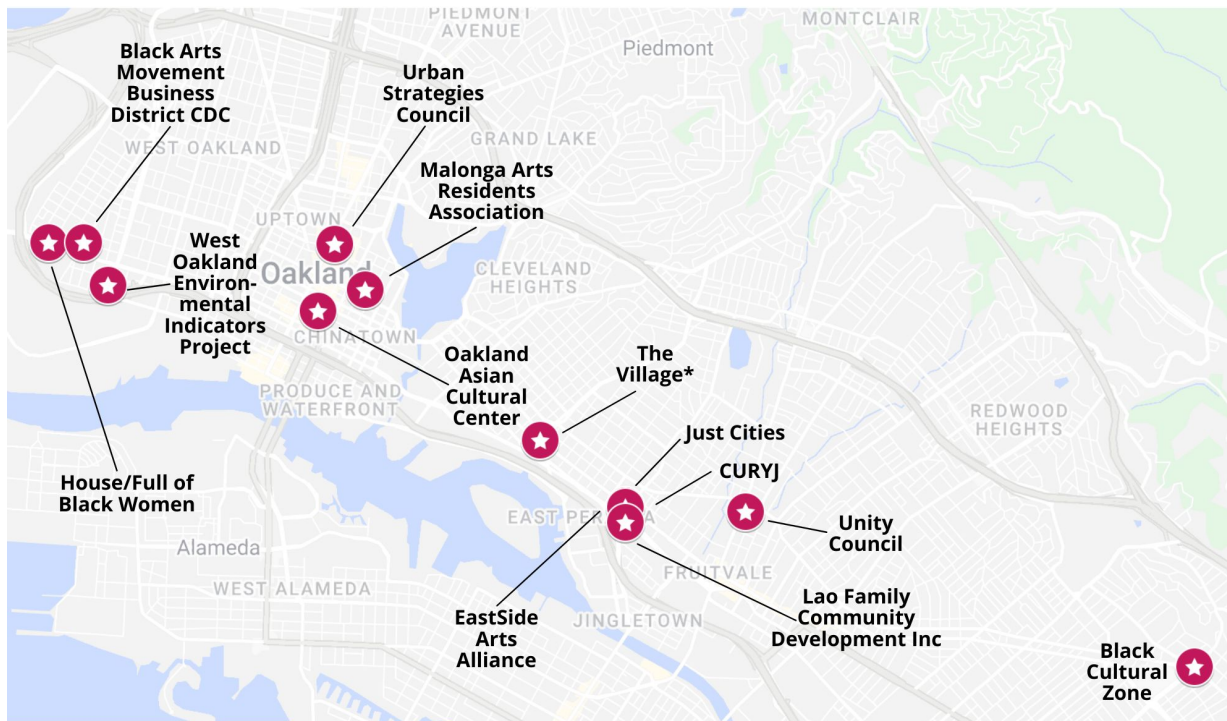 PIEDMONT
AVENUE
MONTCLAIR
Piedmont
Black Arts
Movement
Business
District CDC
Urban
Strategies
Council
WEST OAKLAND
GRAND LAKE
Malonga Arts
Residents
Association
UPTOWN
West
Oakland
Environ-
mental
Indicators
Project
Oakland
CLEVELAND
HEIGHTS
CHINATOWN
Oakland
Asian
Cultural
Center
The
Village*
PRODUCE AND
WATERFRONT
REDWOOD
HEIGHTS
Just Cities
CURYJ
House/Full of
Black Women
EAST PER A
Unity
Council
Alameda
FRUITVALE
WEST ALAMEDA
Lao Family
Community
Development Inc
EastSide
Arts
Alliance
JINGLETOWN
Black
Cultural
Zone